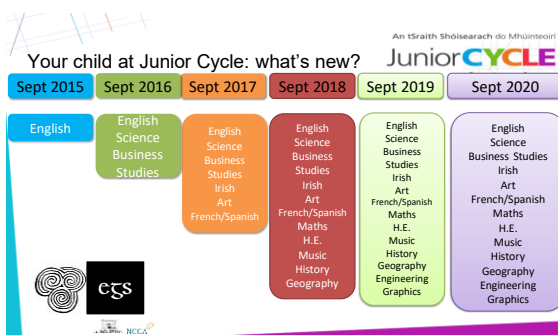 An tSraith Shóisearach do Mhúinteoirí
JuniorCYCLE
Your child at Junior Cycle: what's new?
Sept 2015
Sept 2016
Sept 2017
Sept 2018
Sept 2019
Sept 2020
English
English
Science
Business
Studies
English
Science
Business
Studies
Irish
Art
French/Spanish
English
Science
Business
Studies
Irish
Art
French/Spanish
Maths
H.E.
Music
History
Geography
English
Science
Business
Studies
Irish
Art
French/Spanish
Maths
H.E.
Music
History
Geography
Engineering
Graphics
English
Science
Business Studies
Irish
Art
French/Spanish
Maths
H.E.
Music
History
Geography
Engineering
Graphics
egs
NCCA